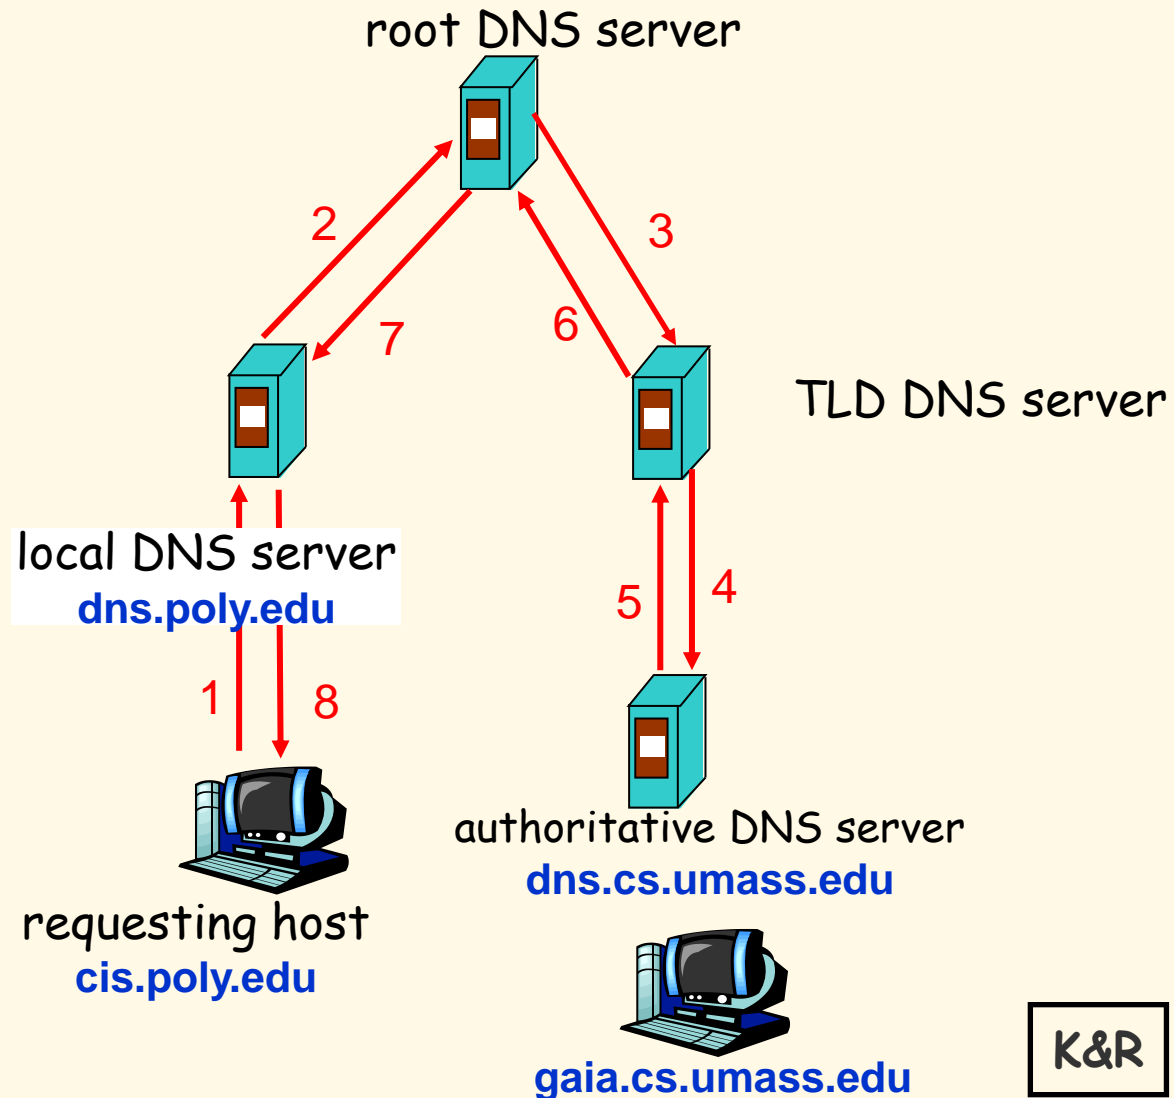 root DNS server
2
3
7
6
TLD DNS server
local DNS server
dns.poly.edu
5
4
1
8
authoritative DNS server
dns.cs.umass.edu
requesting host
cis.poly.edu
K&R
gaia.cs.umass.edu